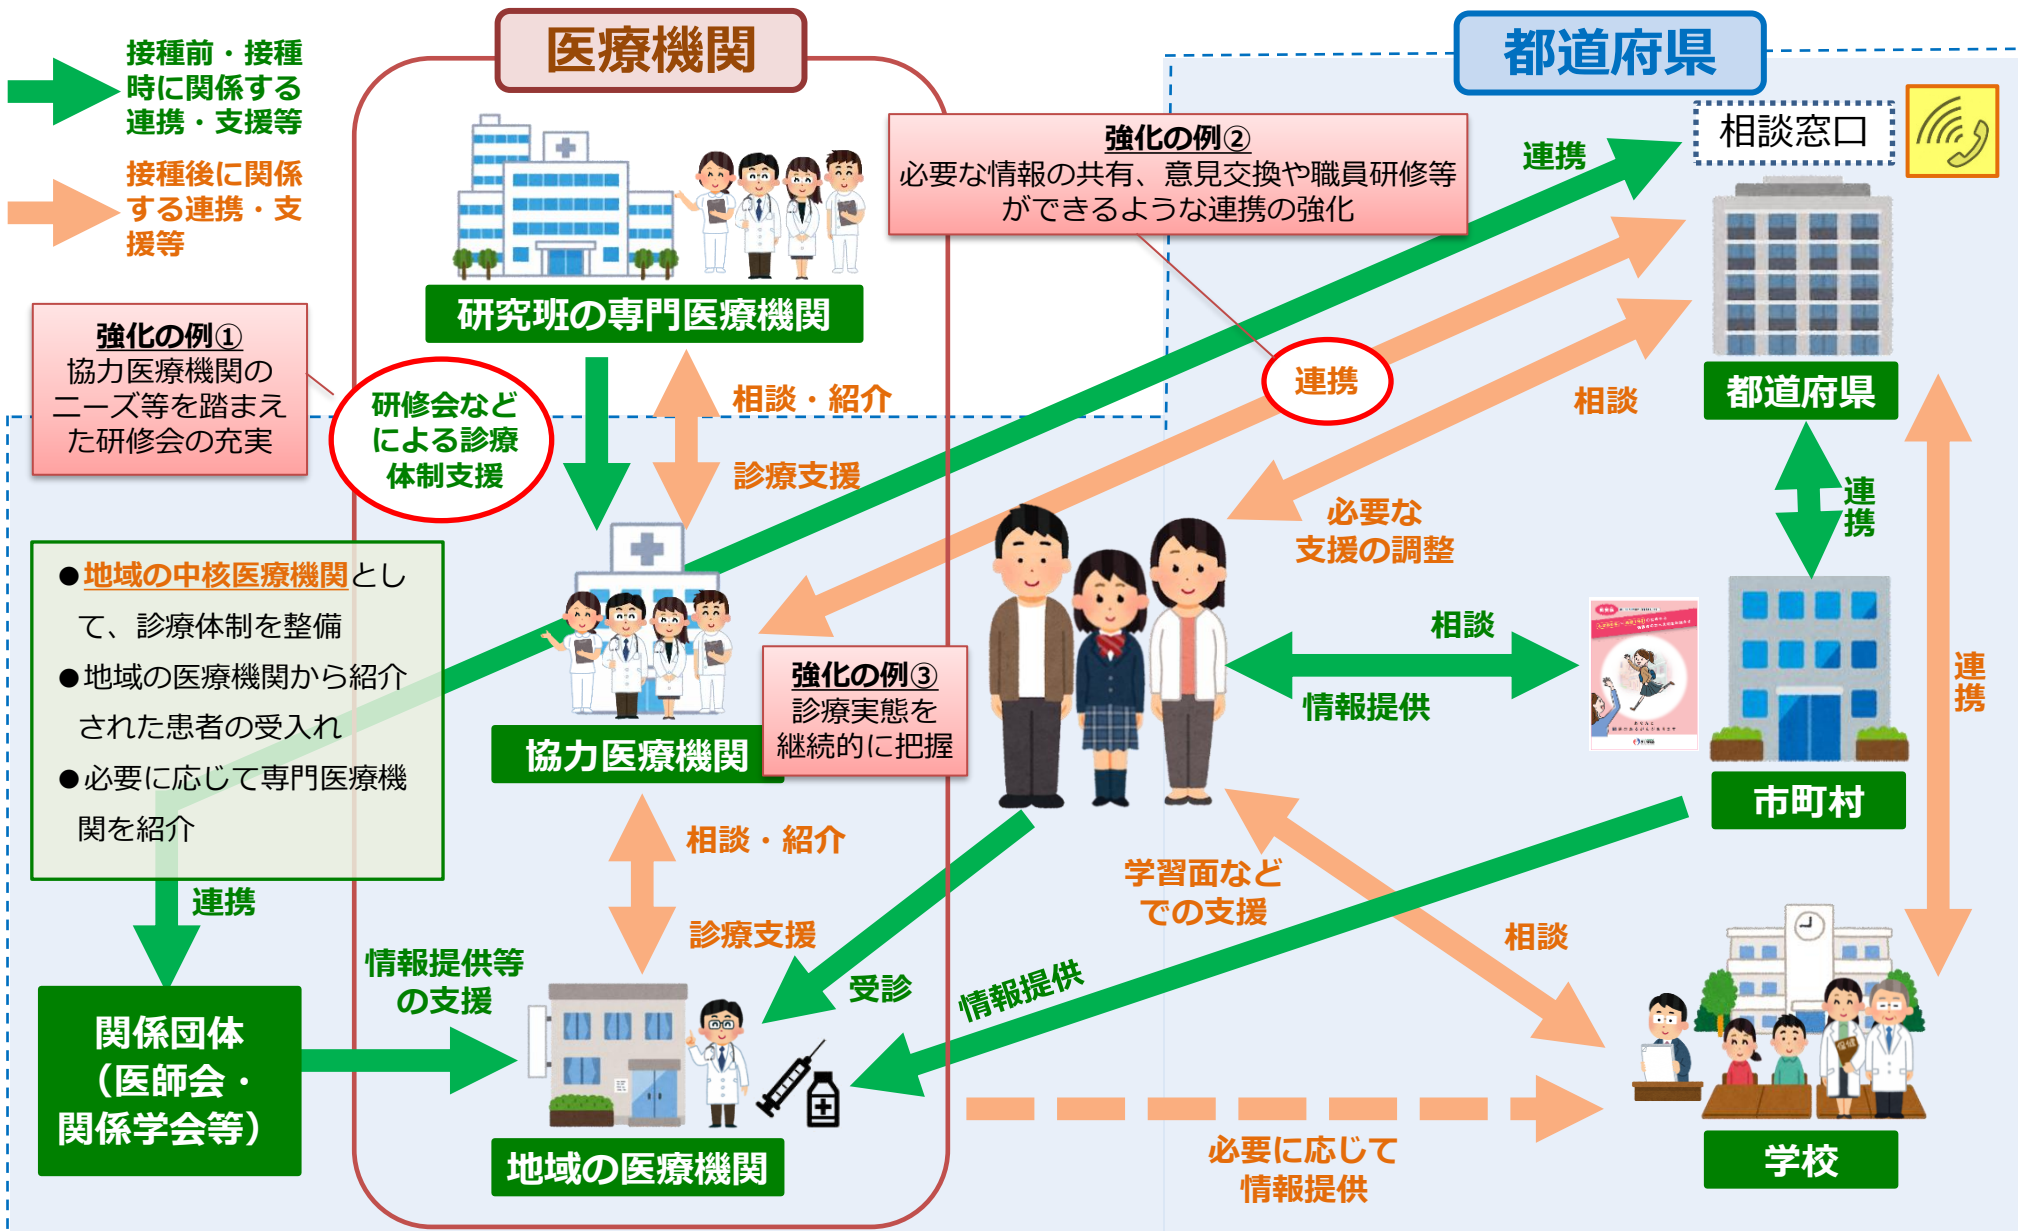 接種前・接種
時に関係する
連携・支援等
接種後に関係
する連携・支
援等
医療機関
都道府県
相談窓口
強化の例②
必要な情報の共有、意見交換や職員研修等
ができるような連携の強化
連携
研究班の専門医療機関
強化の例①
協力医療機関の
ニーズ等を踏まえ
た研修会の充実
研修会など
による診療
体制支援
相談・紹介
診療支援
連携
相談
都道府県
必要な
支援の調整
連携
連携
●地域の中核医療機関とし
て、診療体制を整備
●地域の医療機関から紹介
された患者の受入れ
●必要に応じて専門医療機
関を紹介
強化の例③
診療実態を
継続的に把握
協力医療機関
相談
情報提供
市町村
相談・紹介
診療支援
連携
学習面など
での支援
相談
情報提供等
の支援
受診
情報提供
関係団体
（医師会・
関係学会等）
地域の医療機関
必要に応じて
情報提供
学校